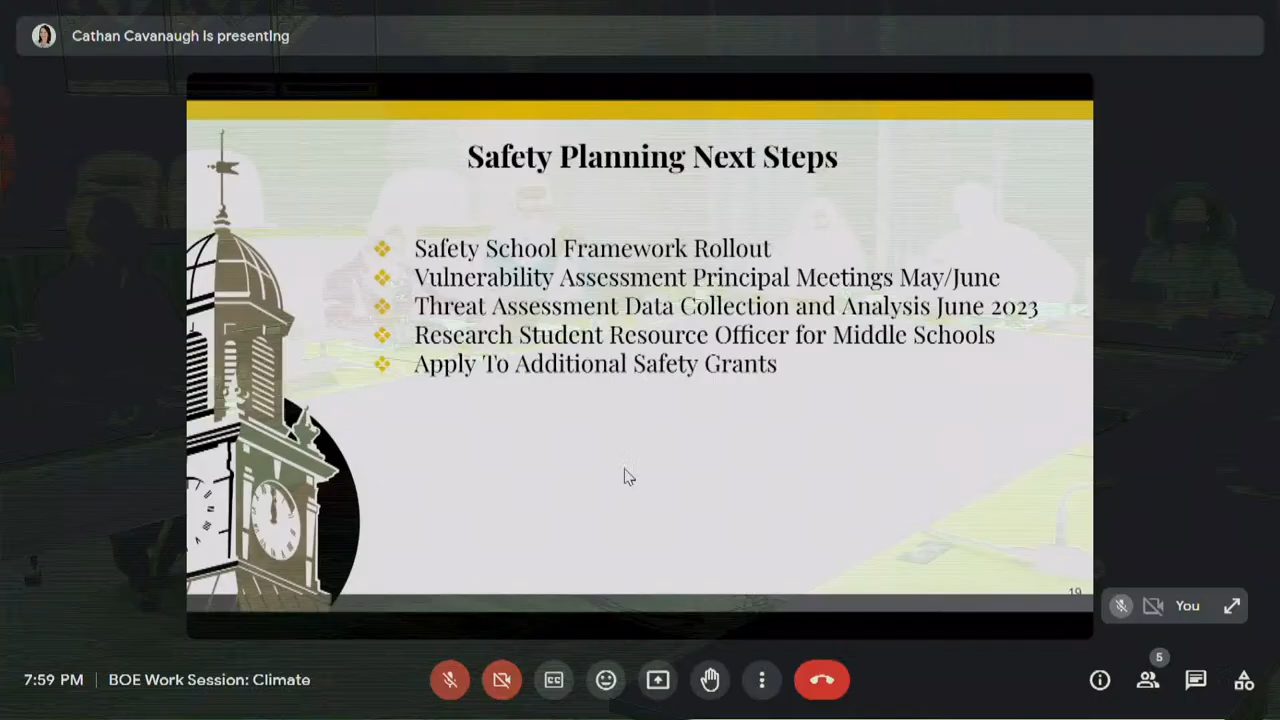 Cathan Cavanaugh is presenting
Safety Planning Next Steps
Safety School Framework Rollout
Vulnerability Assessment Principal Meetings May/June
Threat Assessment Data Collection and Analysis June 2023
Research Student Resource Officer for Middle Schools
Apply To Additional Safety Grants
19
You
5
7:59 PM | BOE Work Session: Climate
CC